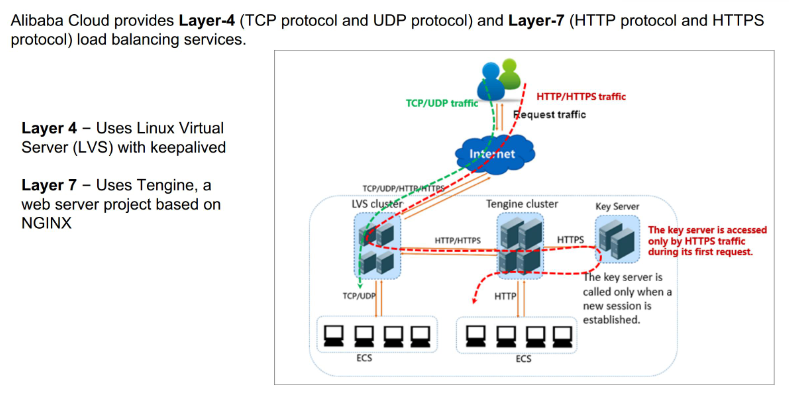 Alibaba Cloud provides Layer-4 (TCP protocol and UDP protocol) and Layer-7 (HTTP protocol and HTTPS
protocol) load balancing services.
Layer 4 – Uses Linux Virtual
Server (LVS) with keepalived
Layer 7 – Uses Tengine, a
web server project based on
NGINX
TCP/UDP traffic
HTTP/HTTPS traffic
Request traffic
Internet
TCP/UDP/HTTP/HTTPS
LVS cluster
Tengine cluster
Key Server
HTTP/HTTPS
HTTPS
The key server is accessed
only by HTTPS traffic
during its first request.
The key server is
called only when a
new session is
established.
TCP/UDP
HTTP
ECS
ECS